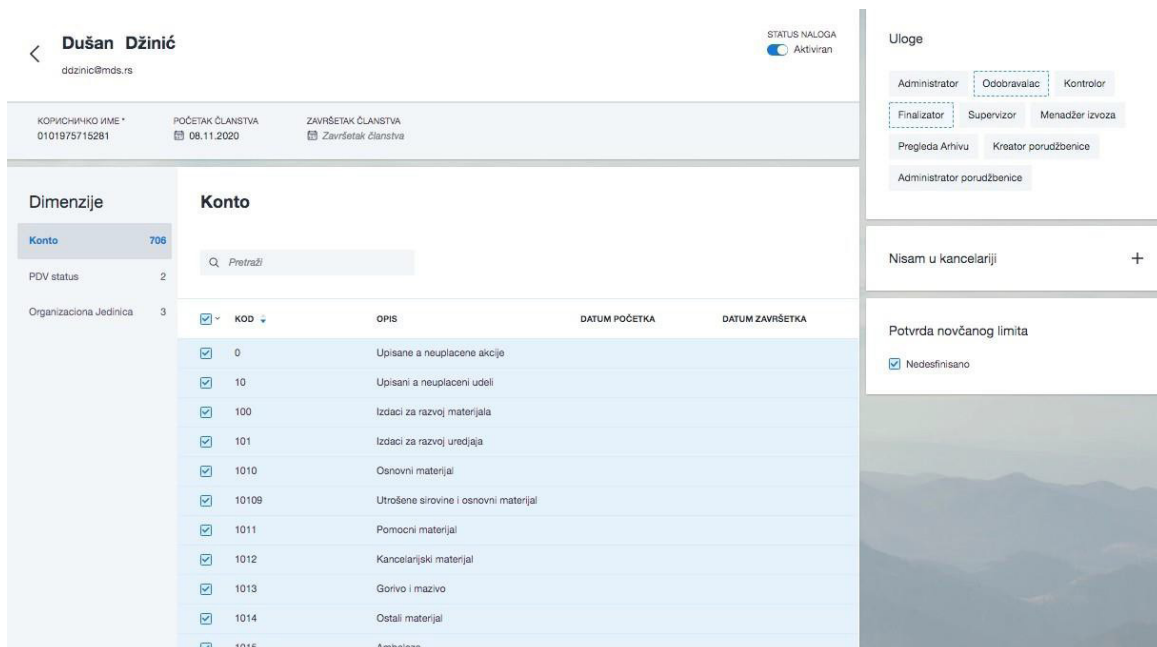 Dušan Džinić
ddzinic@mds.rs
STATUS NALOGA
Aktiviran
КОРИСНИЧКО ИМЕ *
0101975715281
POČETAK ČLANSTVA
08.11.2020
ZAVRŠETAK ČLANSTVA
Završetak članstva
Dimenzije
Konto 706
PDV status 2
Organizaciona Jedinica 3
Konto
Pretraži
KOD OPIS DATUM POČETKA DATUM ZAVRŠETKA
0 Upisane a neuplacene akcije
10 Upisani a neuplaceni udeli
100 Izdaci za razvoj materijala
101 Izdaci za razvoj uredjaja
1010 Osnovni materijal
10109 Utrošene sirovine i osnovni materijal
1011 Pomocni materijal
1012 Kancelarijski materijal
1013 Gorivo i mazivo
1014 Ostali materijal
1015 Ambalaza
Uloge
Administrator Odobravalac Kontrolor
Finalizator Supervizor Menadžer izvoza
Pregleda Arhivu Kreator porudžbenice
Administrator porudžbenice
Nisam u kancelariji
Potvrda novčanog limita
Nedesfinisano